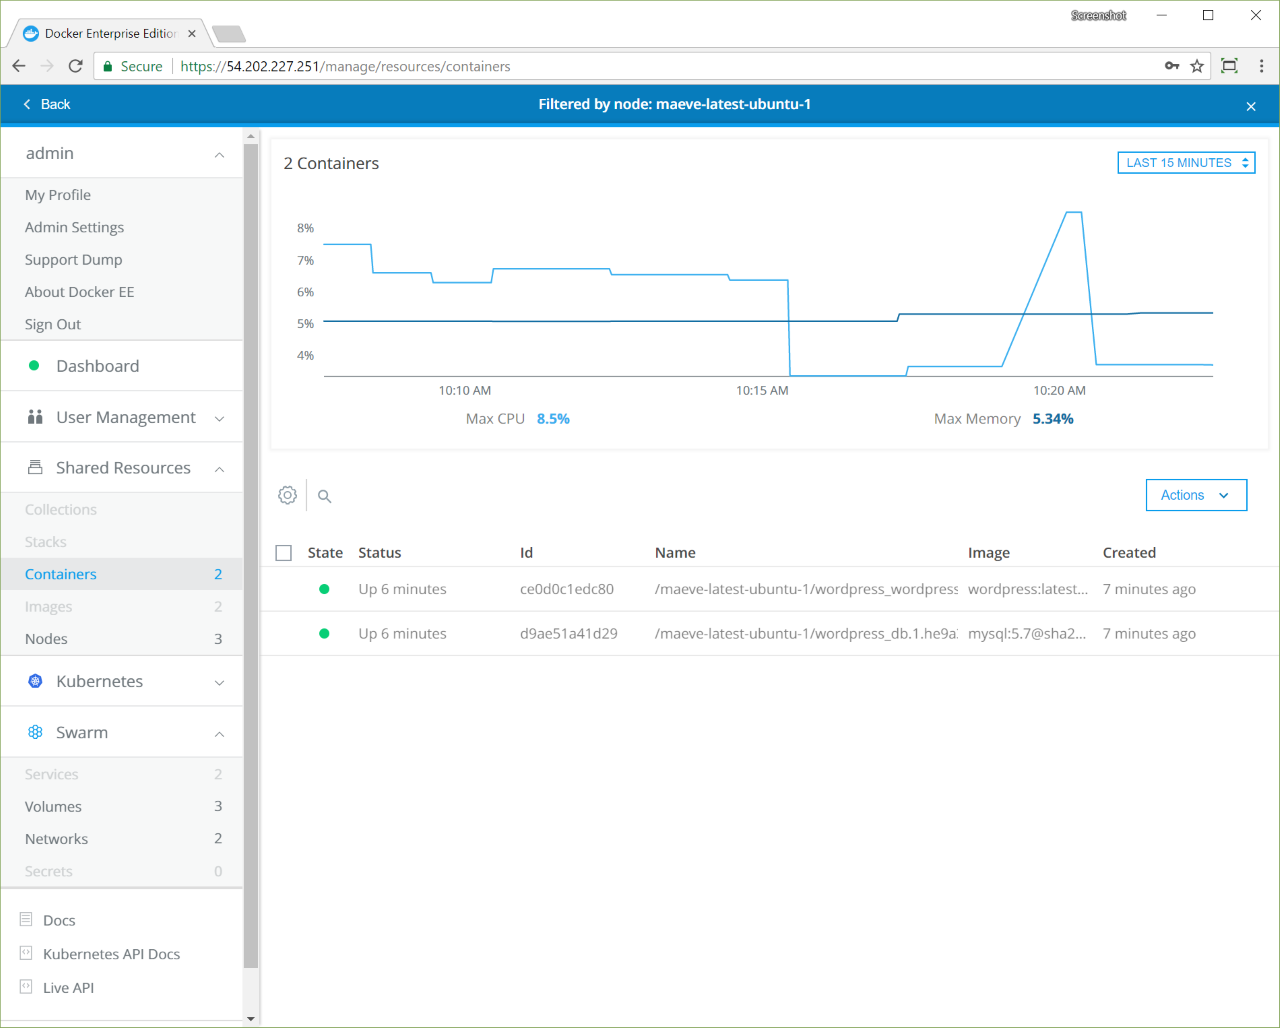 Screenshot
Docker Enterprise Edition
Secure https://54.202.227.251/manage/resources/containers
Back Filtered by node: maeve-latest-ubuntu-1
admin
My Profile
Admin Settings
Support Dump
About Docker EE
Sign Out
Dashboard
User Management
Shared Resources
Collections
Stacks
Containers 2
Images 2
Nodes 3
Kubernetes
Swarm
Services 2
Volumes 3
Networks 2
Secrets 0
Docs
Kubernetes API Docs
Live API
2 Containers LAST 15 MINUTES
8%
7%
6%
5%
4%
10:10 AM 10:15 AM 10:20 AM
Max CPU 8.5% Max Memory 5.34%
Actions
State Status Id Name Image Created
Up 6 minutes ce0d0c1edc80 /maeve-latest-ubuntu-1/wordpress_wordpress wordpress:latest... 7 minutes ago
Up 6 minutes d9ae51a41d29 /maeve-latest-ubuntu-1/wordpress_db.1.he9a mysql:5.7@sha2... 7 minutes ago